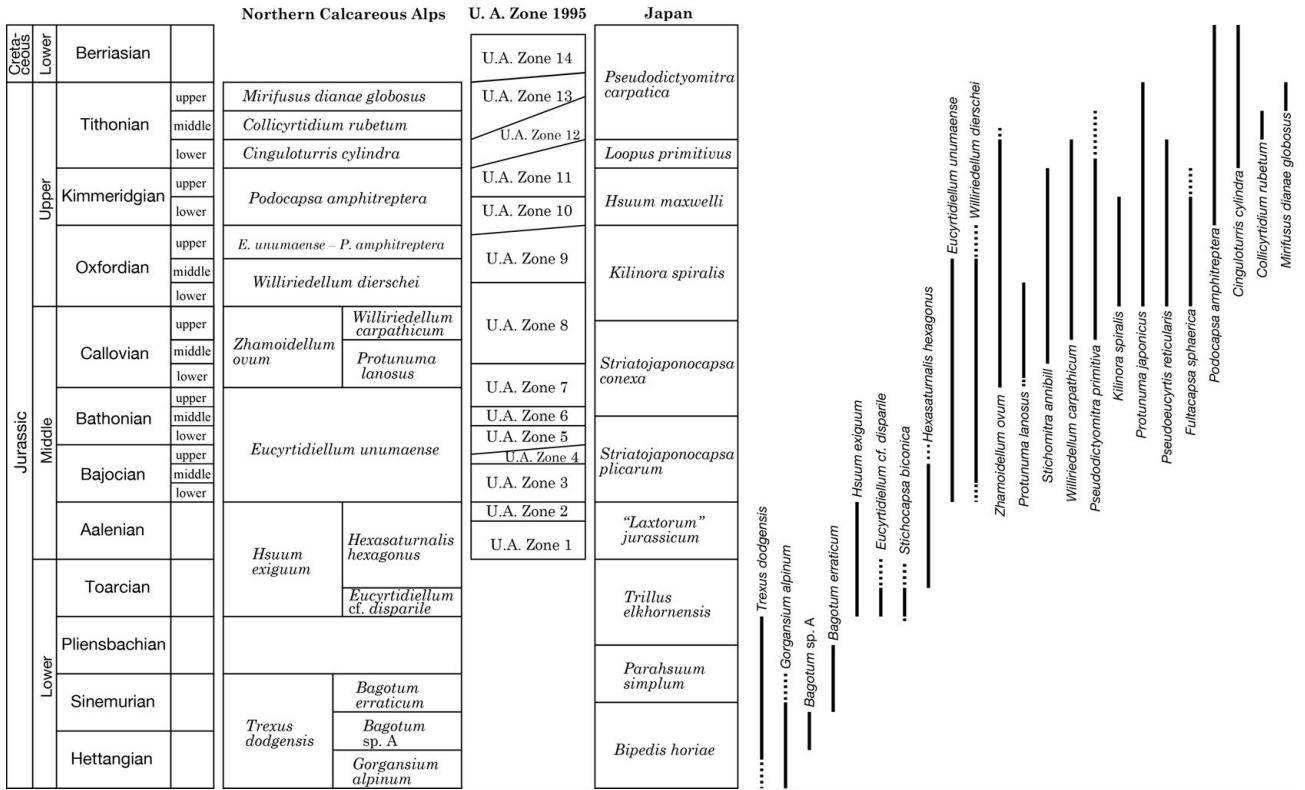 Northern Calcareous Alps
U. A. Zone 1995
Japan
Creta-
ceous
Lower
Berriasian
Jurassic
Upper
Tithonian
upper
middle
lower
Kimmeridgian
upper
lower
Oxfordian
upper
middle
lower
Middle
Callovian
upper
middle
lower
Bathonian
upper
middle
lower
Bajocian
upper
middle
lower
Aalenian
Lower
Toarcian
Pliensbachian
Sinemurian
Hettangian
Mirifusus dianae globosus
Collicyrtidium rubetum
Cinguloturris cylindra
Podocapsa amphitreptera
E. unumaense – P. amphitreptera
Williriedellum dierschei
Zhamoidellum
ovum
Williriedellum
carpathicum
Protunuma
lanosus
Eucyrtidiellum unumaense
Hsuum
exiguum
Hexasaturnalis
hexagonus
Eucyrtidiellum
cf. disparile
Trexus
dodgensis
Bagotum
erraticum
Bagotum
sp. A
Gorgansium
alpinum
U.A. Zone 14
U.A. Zone 13
U.A. Zone 12
U.A. Zone 11
U.A. Zone 10
U.A. Zone 9
U.A. Zone 8
U.A. Zone 7
U.A. Zone 6
U.A. Zone 5
U.A. Zone 4
U.A. Zone 3
U.A. Zone 2
U.A. Zone 1
Pseudodictyomitra
carpatica
Loopus primitivus
Hsuum maxwelli
Kilinora spiralis
Striatojaponocapsa
conexa
Striatojaponocapsa
plicarum
“Laxtorum”
jurassicum
Trillus
elkhornensis
Parahsuum
simplum
Bipedis horiae
Trexus dodgensis
Gorgansium alpinum
Bagotum sp. A
Bagotum erraticum
Hsuum exiguum
Eucyrtidiellum cf. disparile
Stichocapsa biconica
Hexasaturnalis hexagonus
Eucyrtidiellum unumaense
Williriedellum dierschei
Zhamoidellum ovum
Protunuma lanosus
Stichomitra annibill
Williriedellum carpathicum
Pseudodictyomitra primitiva
Kilinora spiralis
Protunuma japonicus
Pseudoeucyrtis reticularis
Fultacapsa sphaerica
Podocapsa amphitreptera
Cinguloturris cylindra
Collicyrtidium rubetum
Mirifusus dianae globosus